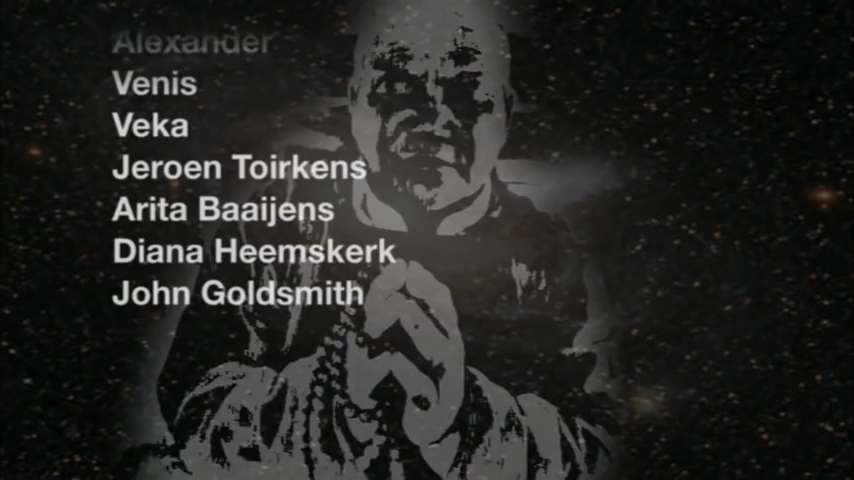 Alexander
Venis
Veka
Jeroen Toirkens
Arita Baaijens
Diana Heemskerk
John Goldsmith